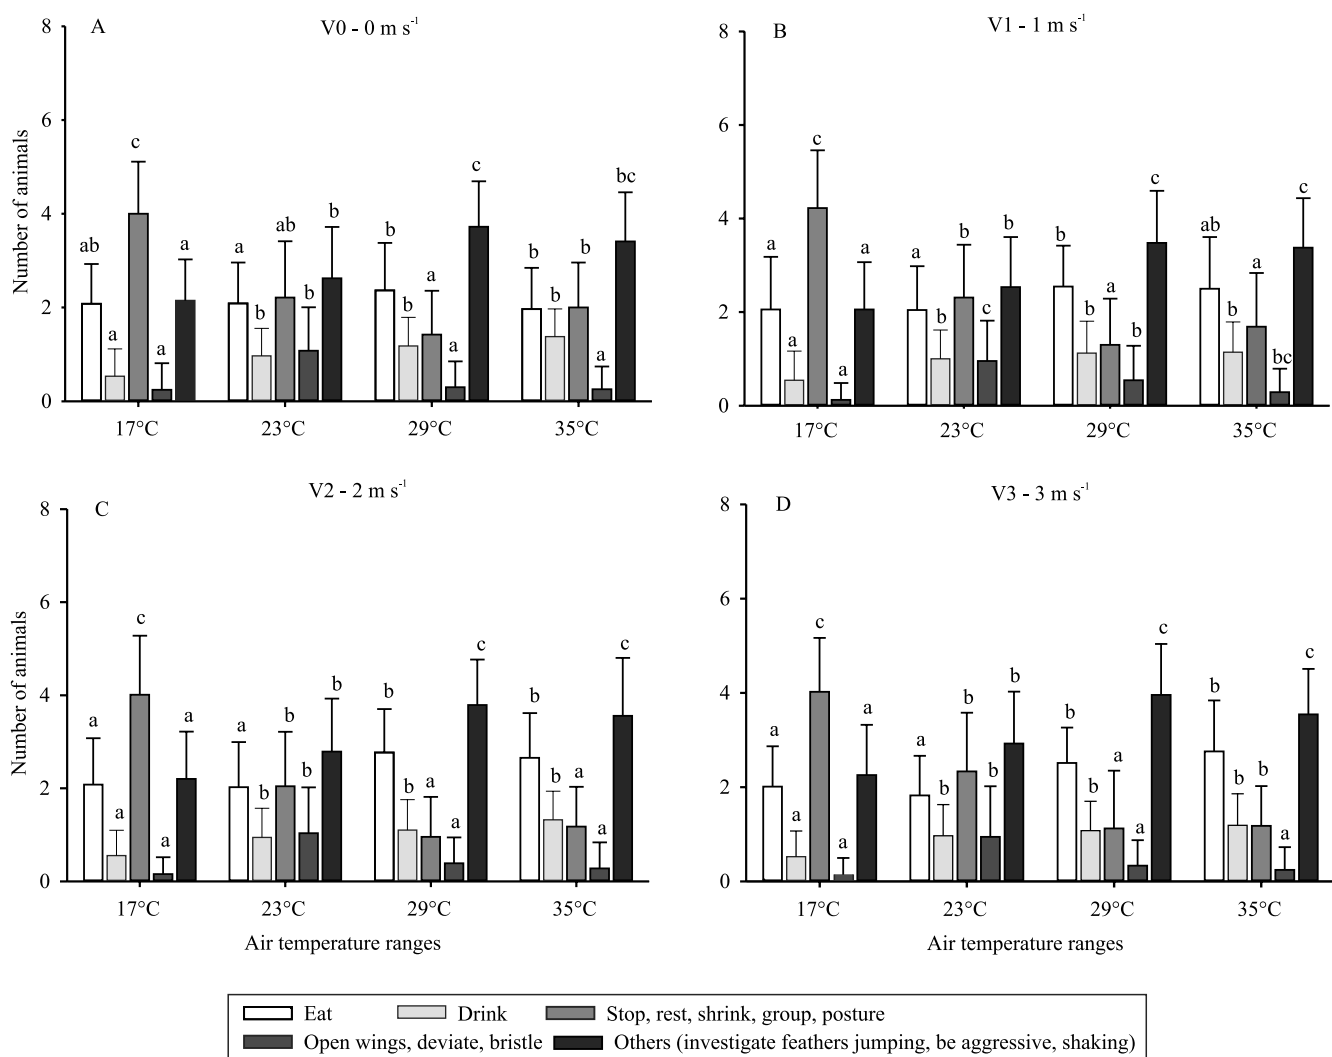 A
V0 - 0 m s-1
8
6
4
2
0
Number of animals
ab
a
c
a
a
a
b
ab
b
b
b
b
a
a
c
b
b
b
a
bc
17°C 23°C 29°C 35°C
B
V1 - 1 m s-1
8
6
4
2
0
a
a
c
a
a
a
b
b
c
b
b
b
a
b
c
ab
b
a
bc
c
17°C 23°C 29°C 35°C
C
V2 - 2 m s-1
8
6
4
2
0
Number of animals
a
a
c
a
a
a
b
b
b
b
b
b
a
a
c
b
b
a
a
c
17°C 23°C 29°C 35°C
Air temperature ranges
D
V3 - 3 m s-1
8
6
4
2
0
a
a
c
a
a
a
b
b
b
b
b
b
a
a
c
b
b
b
a
c
17°C 23°C 29°C 35°C
Air temperature ranges
Eat Drink Stop, rest, shrink, group, posture
Open wings, deviate, bristle Others (investigate feathers jumping, be aggressive, shaking)